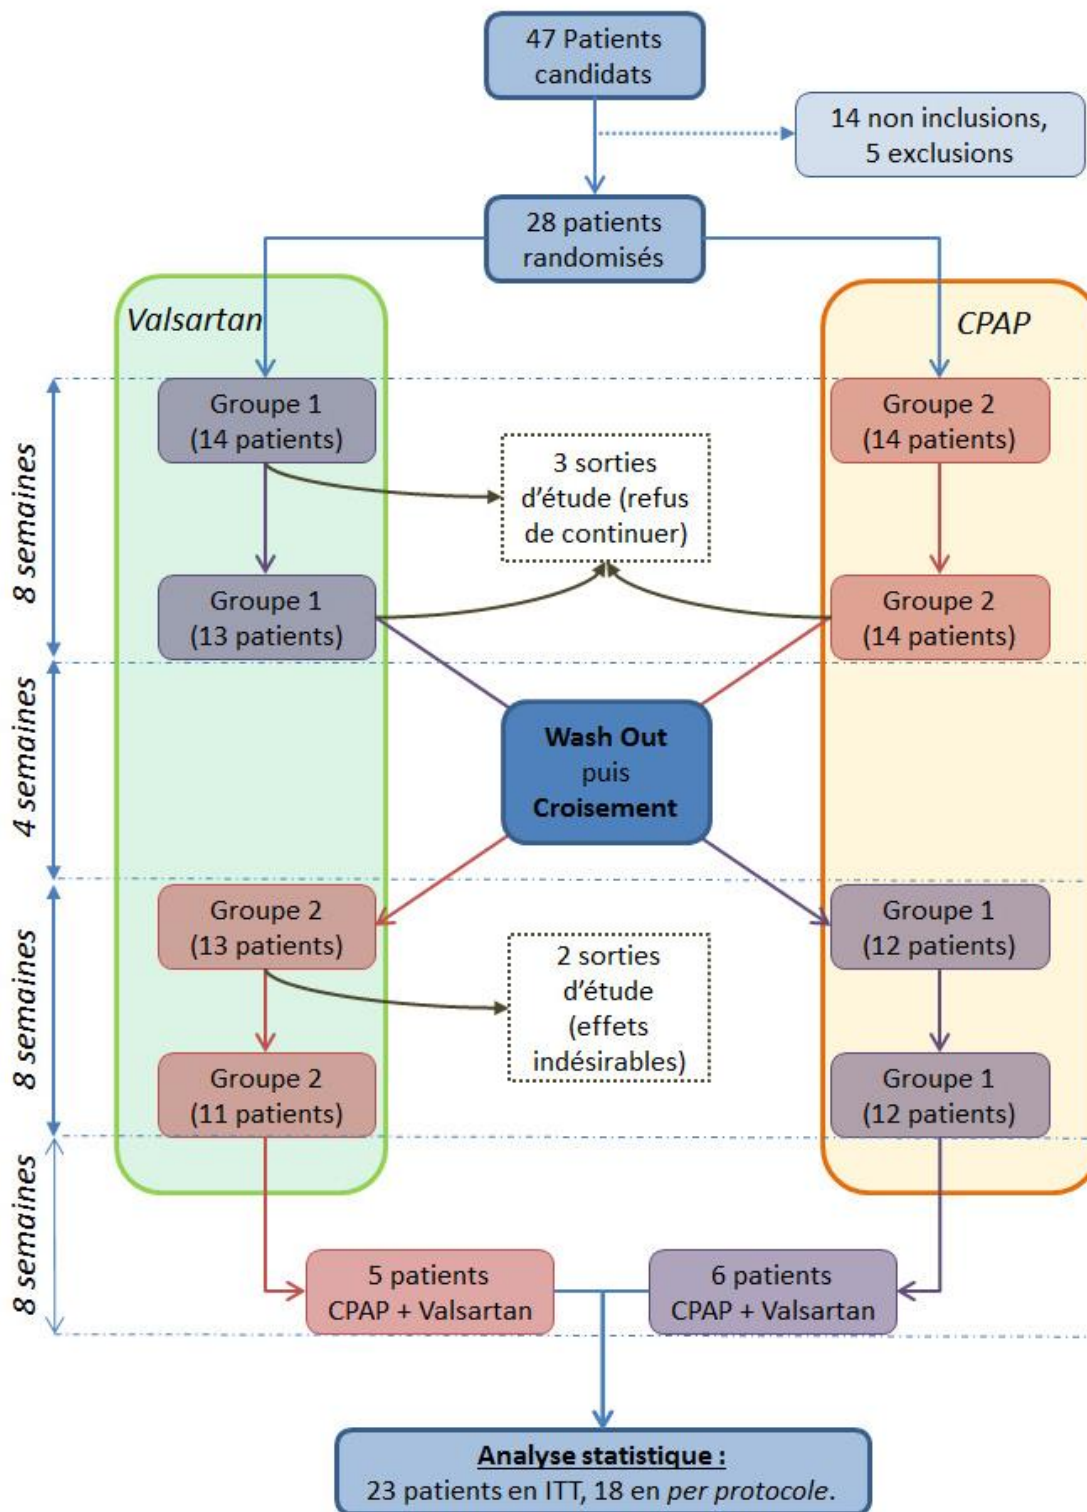 47 Patients
candidats
14 non inclusions,
5 exclusions
28 patients
randomisés
Valsartan
CPAP
8 semaines
Groupe 1
(14 patients)
Groupe 2
(14 patients)
3 sorties
d'étude (refus
de continuer)
Groupe 1
(13 patients)
Groupe 2
(14 patients)
4 semaines
Wash Out
puis
Croisement
8 semaines
Groupe 2
(13 patients)
Groupe 1
(12 patients)
2 sorties
d'étude
(effets
indésirables)
Groupe 2
(11 patients)
Groupe 1
(12 patients)
8 semaines
5 patients
CPAP + Valsartan
6 patients
CPAP + Valsartan
Analyse statistique :
23 patients en ITT, 18 en per protocole.